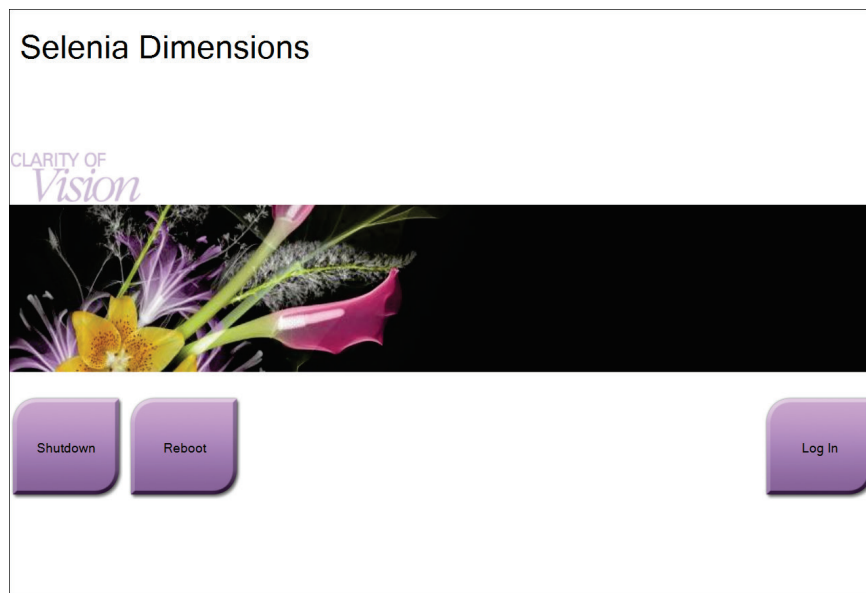 Selenia Dimensions
CLARITY OF
Vision
Shutdown
Reboot
Log In